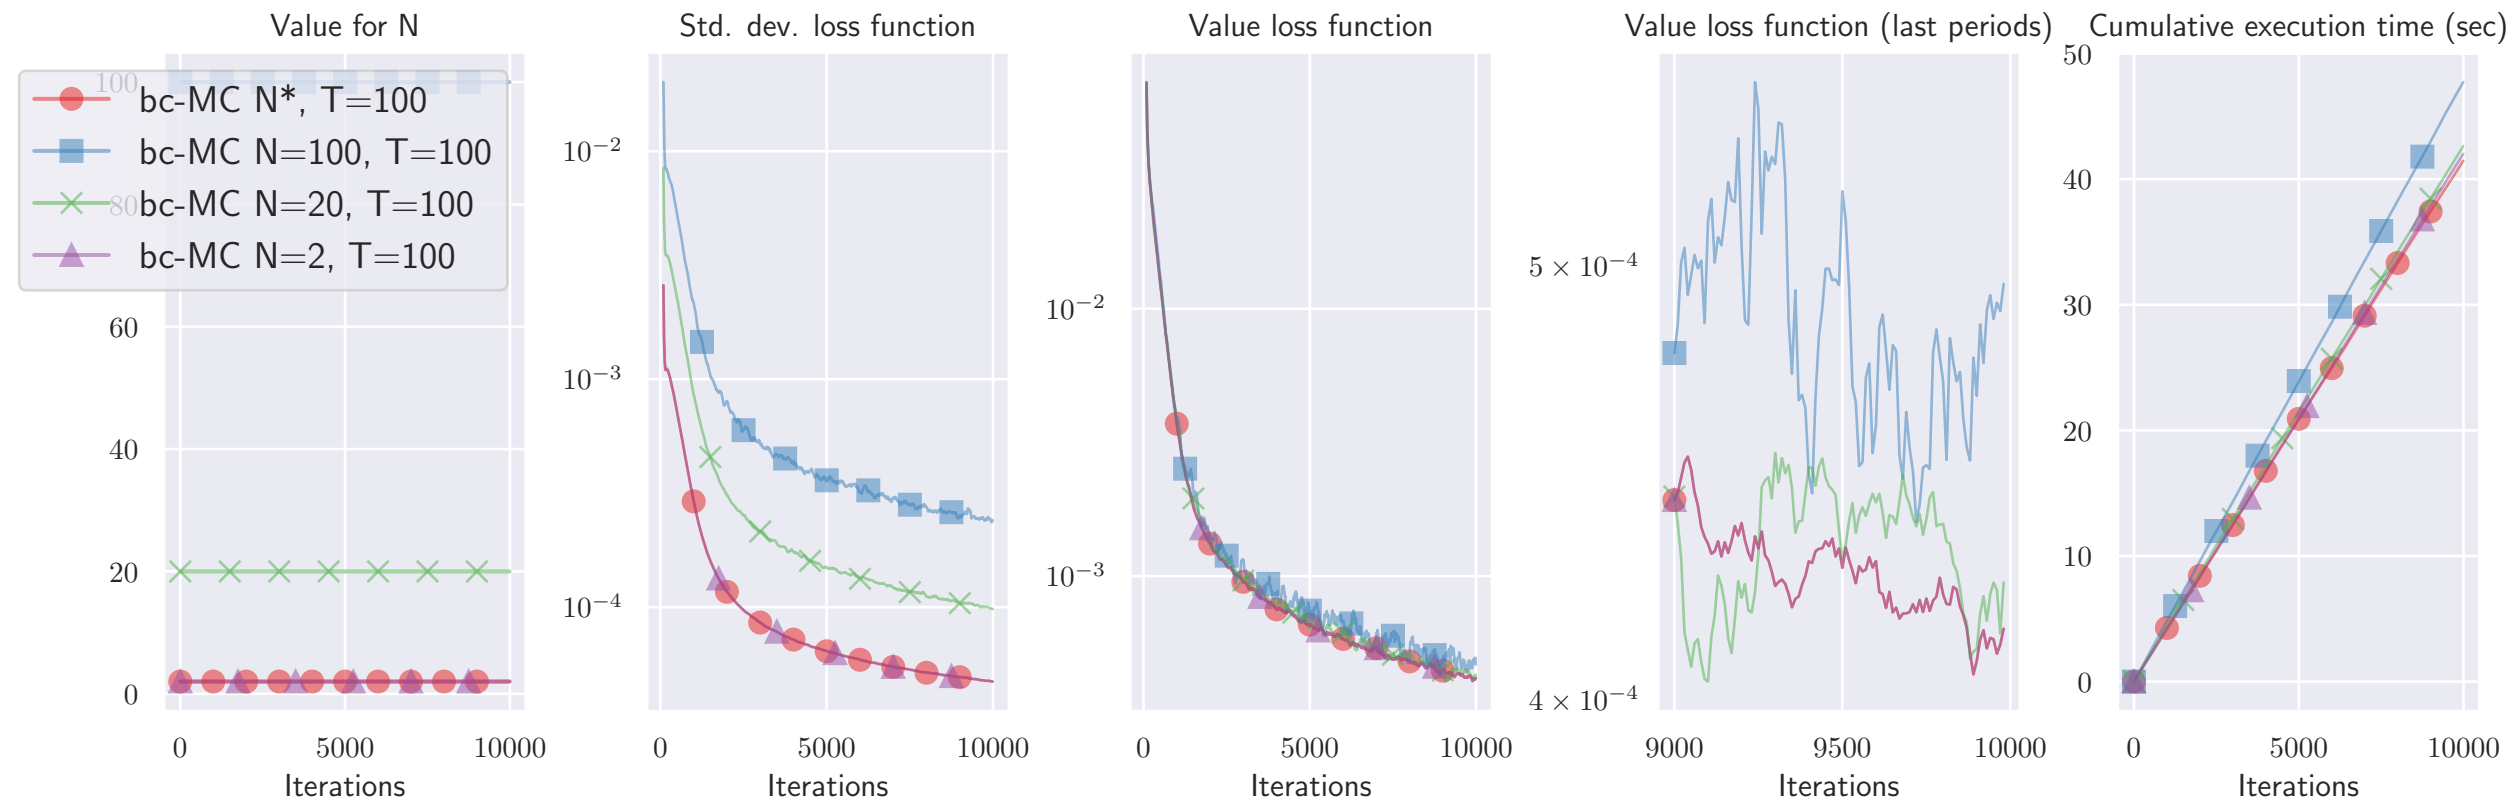 Value for N
100
80
60
40
20
0
0 5000 10000
Iterations
bc-MC N*, T=100
bc-MC N=100, T=100
bc-MC N=20, T=100
bc-MC N=2, T=100
Std. dev. loss function
10⁻²
10⁻³
10⁻⁴
0 5000 10000
Iterations
Value loss function
10⁻²
10⁻³
0 5000 10000
Iterations
Value loss function (last periods)
5 × 10⁻⁴
4 × 10⁻⁴
9000 9500 10000
Iterations
Cumulative execution time (sec)
50
40
30
20
10
0
0 5000 10000
Iterations